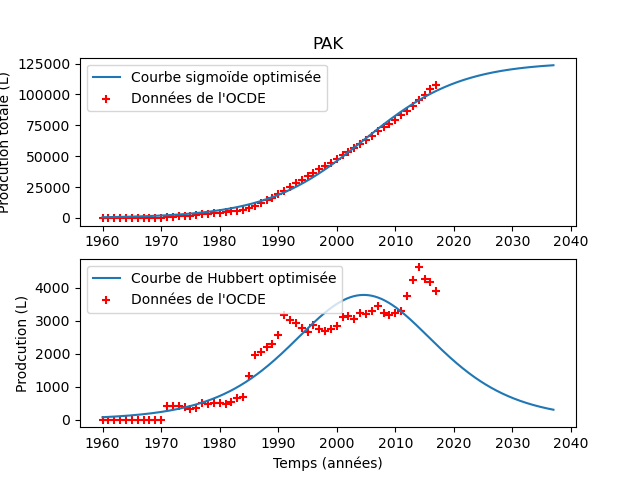 PAK
Prodcution totale (L)
125000
100000
75000
50000
25000
0
Courbe sigmoïde optimisée
Données de l'OCDE
1960 1970 1980 1990 2000 2010 2020 2030 2040
Prodcution (L)
4000
3000
2000
1000
0
Courbe de Hubbert optimisée
Données de l'OCDE
1960 1970 1980 1990 2000 2010 2020 2030 2040
Temps (années)